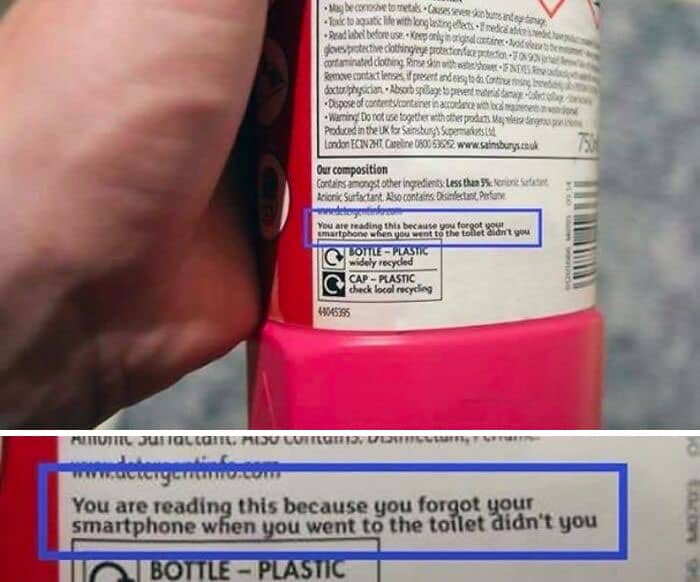 • May be corrosive to metals. • Causes severe skin burns and eye damage.
• Toxic to aquatic life with long lasting effects. • If medical advice is needed, have product
• Read label before use. • Keep only in original container. • Avoid release to the environment
gloves/protective clothing/eye protection/face protection. • IF ON SKIN (or hair)
contaminated clothing. Rinse skin with water/shower. • IF IN EYES: Rinse cautiously with
Remove contact lenses, if present and easy to do. Continue rinsing. Immediately
doctor/physician. • Absorb spillage to prevent material damage. • Collect spillage.
• Dispose of contents/container in accordance with local requirements
• Warning! Do not use together with other products. May release dangerous
Produced in the UK for Sainsbury's Supermarkets Ltd,
London EC1N 2HT. Careline 0800 636262 www.sainsburys.co.uk
750
Our composition
Contains amongst other ingredients: Less than 5%: Nonionic Surfactant,
Anionic Surfactant. Also contains: Disinfectant, Perfume.
www.detergentinfo.com
You are reading this because you forgot your
smartphone when you went to the toilet didn't you
BOTTLE – PLASTIC
widely recycled
CAP – PLASTIC
check local recycling
44045395
Anionic Surfactant. Also contains: Disinfectant, Perfume.
www.detergentinfo.com
You are reading this because you forgot your
smartphone when you went to the toilet didn't you
BOTTLE – PLASTIC